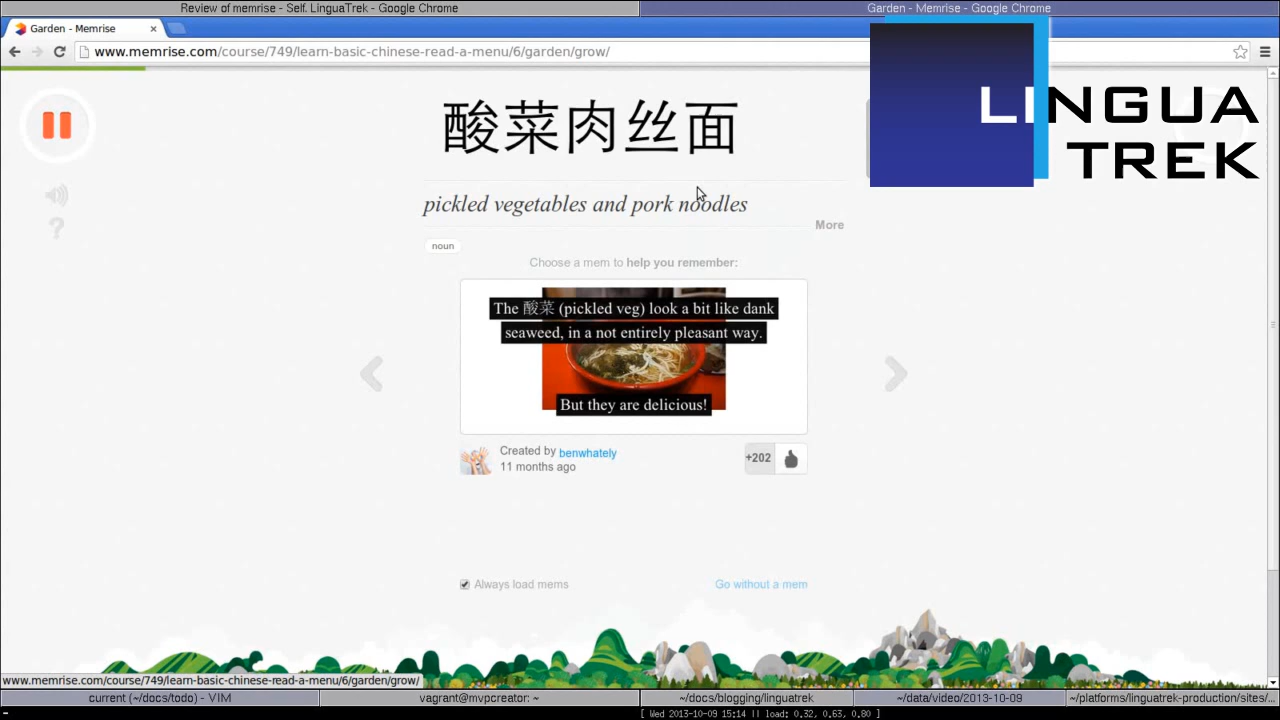 Review of memrise - Self. LinguaTrek - Google Chrome
Garden - Memrise - Google Chrome
Garden - Memrise
www.memrise.com/course/749/learn-basic-chinese-read-a-menu/6/garden/grow/
LINGUA
TREK
酸菜肉丝面
pickled vegetables and pork noodles
More
noun
Choose a mem to help you remember:
The 酸菜 (pickled veg) look a bit like dank
seaweed, in a not entirely pleasant way.
But they are delicious!
Created by benwhately
11 months ago
+202
Always load mems
Go without a mem
www.memrise.com/course/749/learn-basic-chinese-read-a-menu/6/garden/grow/
current (~/docs/todo) - VIM
vagrant@mvpcreator: ~
~/docs/blogging/linguatrek
~/data/video/2013-10-09
~/platforms/linguatrek-production/sites/...
[ Wed 2013-10-09 15:14 || load: 0.32, 0.63, 0.80 ]